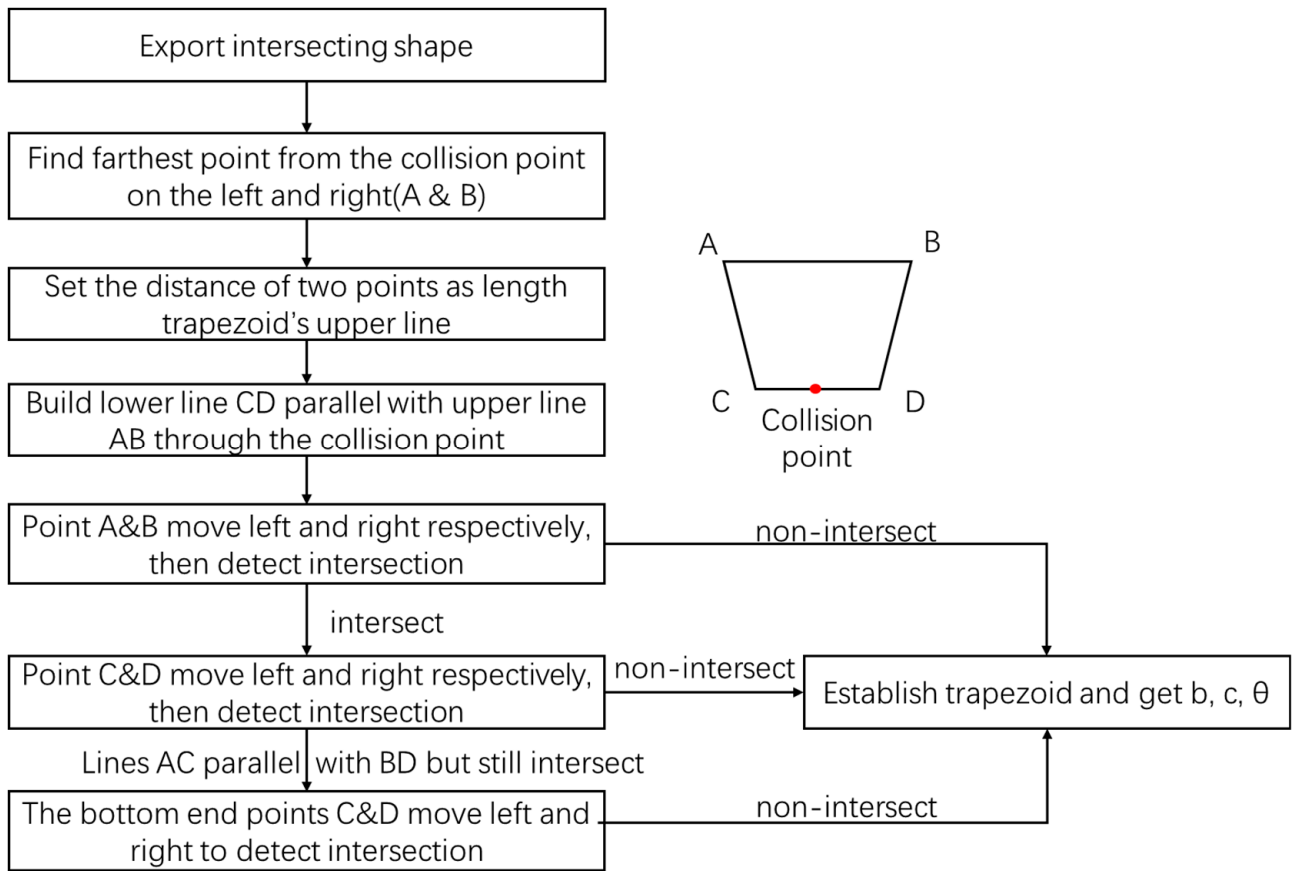 Export intersecting shape
Find farthest point from the collision point
on the left and right(A & B)
Set the distance of two points as length
trapezoid's upper line
Build lower line CD parallel with upper line
AB through the collision point
A
B
C
D
Collision
point
Point A&B move left and right respectively,
then detect intersection
non-intersect
intersect
Point C&D move left and right respectively,
then detect intersection
non-intersect
Establish trapezoid and get b, c, θ
Lines AC parallel with BD but still intersect
The bottom end points C&D move left and
right to detect intersection
non-intersect